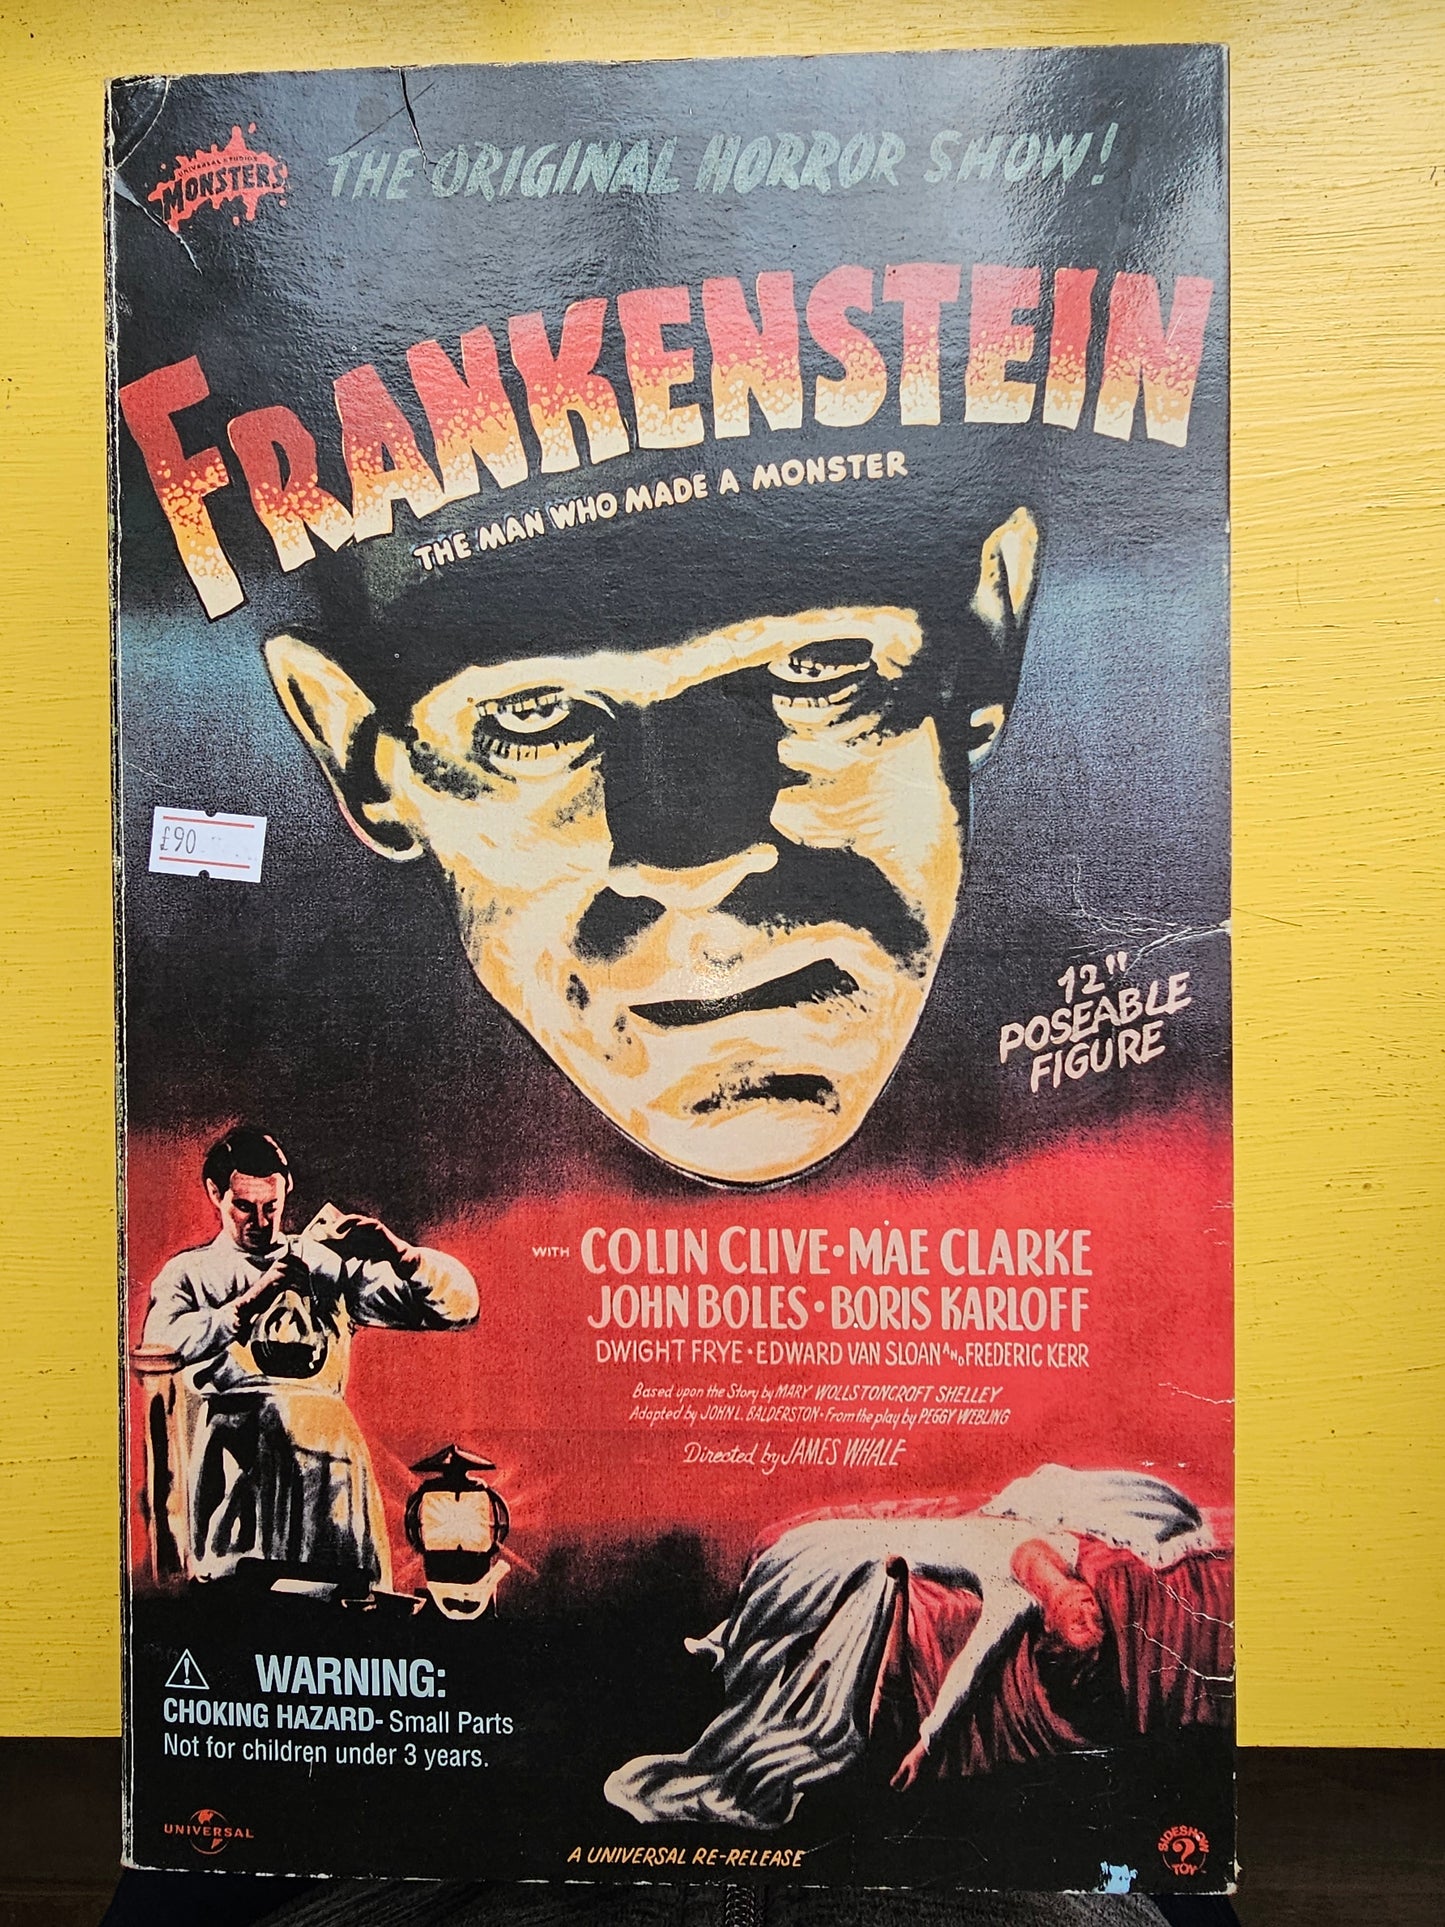 UNIVERSAL STUDIOS
MONSTERS
THE ORIGINAL HORROR SHOW!
FRANKENSTEIN
THE MAN WHO MADE A MONSTER
£90
12"
POSEABLE
FIGURE
WITH COLIN CLIVE • MAE CLARKE
JOHN BOLES • BORIS KARLOFF
DWIGHT FRYE • EDWARD VAN SLOAN AND FREDERIC KERR
Based upon the Story by MARY WOLLSTONCROFT SHELLEY
Adapted by JOHN L. BALDERSTON • From the play by PEGGY WEBLING
Directed by JAMES WHALE
WARNING:
CHOKING HAZARD- Small Parts
Not for children under 3 years.
UNIVERSAL
A UNIVERSAL RE-RELEASE
SIDESHOW
?
TOY